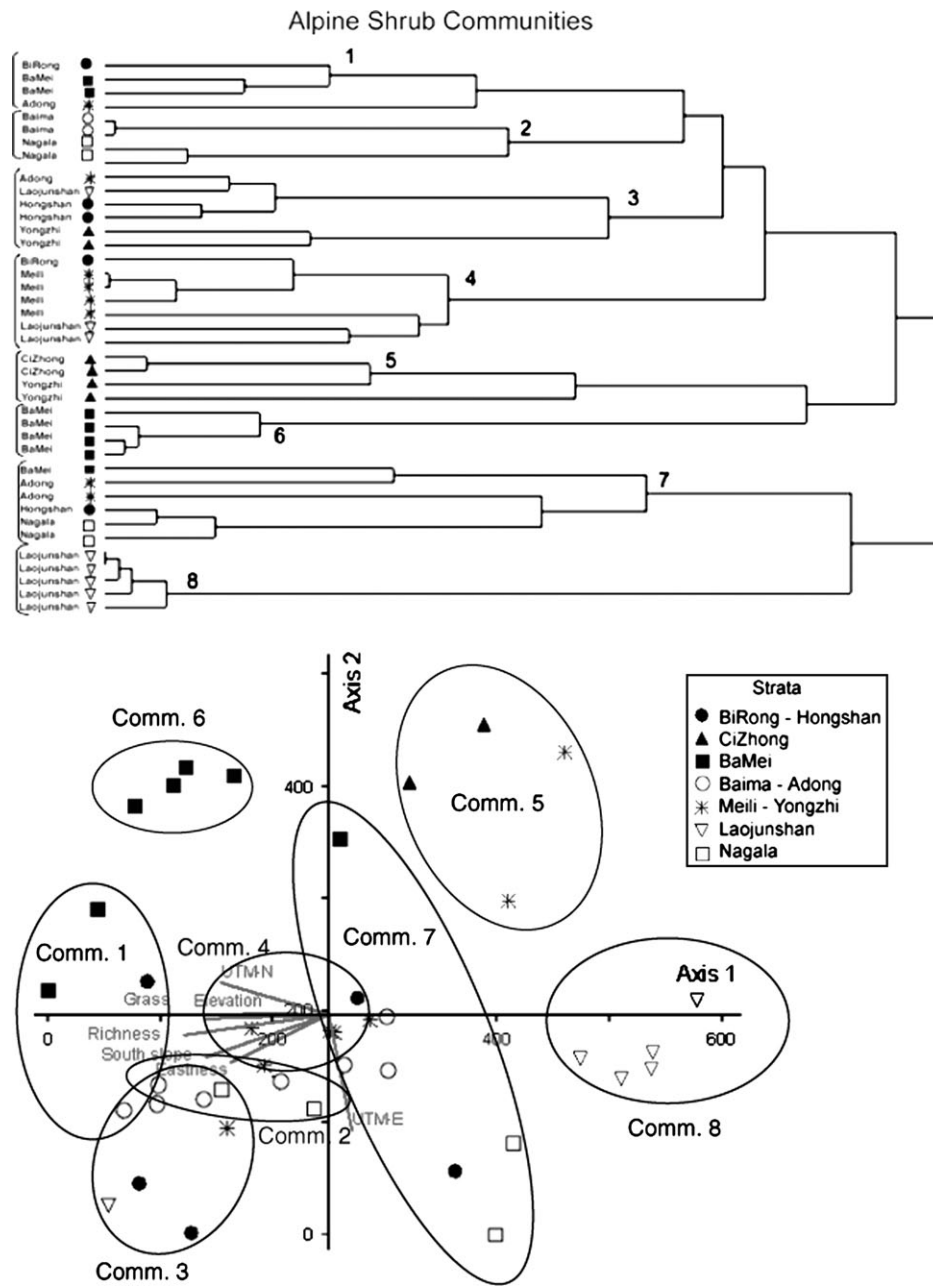 Alpine Shrub Communities
1
BiRong
BaMei
BaMei
Adong
Baima
Baima
Nagala
Nagala
2
Adong
Laojunshan
Hongshan
Hongshan
Yongzhi
Yongzhi
3
BiRong
Meili
Meili
Meili
Meili
Laojunshan
Laojunshan
4
CiZhong
CiZhong
Yongzhi
Yongzhi
5
BaMei
BaMei
BaMei
BaMei
6
BaMei
Adong
Adong
Hongshan
Nagala
Nagala
7
Laojunshan
Laojunshan
Laojunshan
Laojunshan
Laojunshan
8
Axis 2
Strata
BiRong - Hongshan
CiZhong
BaMei
Baima - Adong
Meili - Yongzhi
Laojunshan
Nagala
Comm. 6
400
Comm. 5
Comm. 1
Comm. 4
Comm. 7
UTM-N
Axis 1
Grass
Elevation
200
0
200
400
600
Richness
South slope
Eastness
UTM-E
Comm. 2
Comm. 8
0
Comm. 3